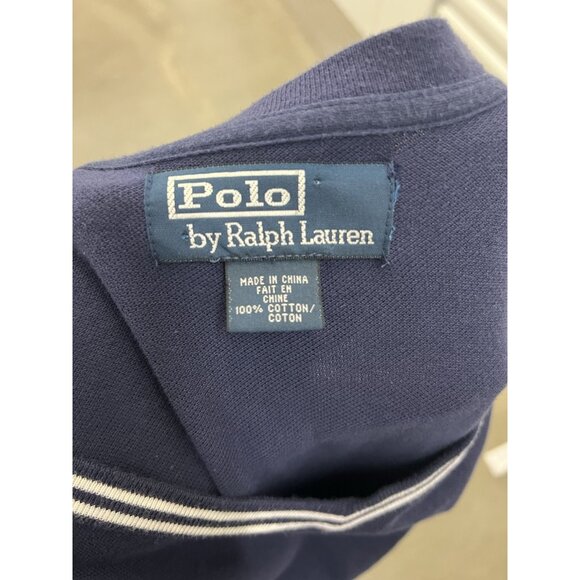 Polo
by Ralph Lauren
MADE IN CHINA
FAIT EN
CHINE
100% COTTON/
COTON